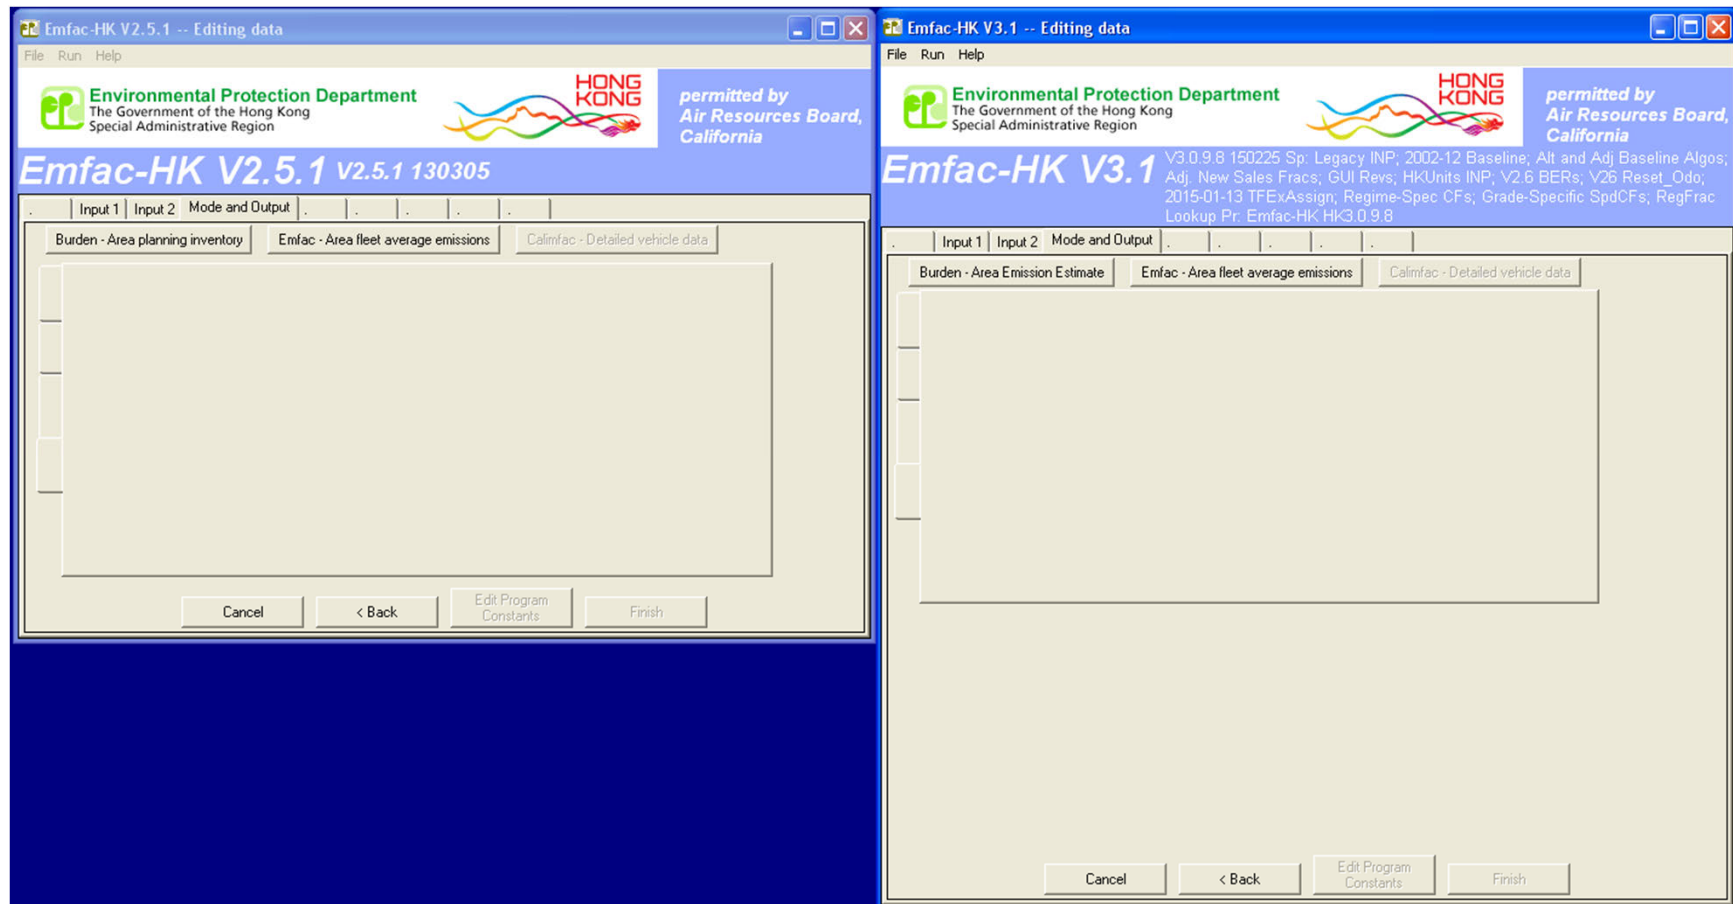 Emfac-HK V2.5.1 -- Editing data
File Run Help
Environmental Protection Department
The Government of the Hong Kong
Special Administrative Region
HONG
KONG
permitted by
Air Resources Board,
California
Emfac-HK V2.5.1 V2.5.1 130305
. Input 1 Input 2 Mode and Output . . . . .
Burden - Area planning inventory Emfac - Area fleet average emissions Calimfac - Detailed vehicle data
Cancel < Back Edit Program
Constants Finish
Emfac-HK V3.1 -- Editing data
File Run Help
Environmental Protection Department
The Government of the Hong Kong
Special Administrative Region
HONG
KONG
permitted by
Air Resources Board,
California
Emfac-HK V3.1
V3.0.9.8 150225 Sp: Legacy INP; 2002-12 Baseline; Alt and Adj Baseline Algos;
Adj. New Sales Fracs; GUI Revs; HKUnits INP; V2.6 BERs; V26 Reset_Odo;
2015-01-13 TFExAssign; Regime-Spec CFs; Grade-Specific SpdCFs; RegFrac
Lookup Pr: Emfac-HK HK3.0.9.8
. Input 1 Input 2 Mode and Output . . . . .
Burden - Area Emission Estimate Emfac - Area fleet average emissions Calimfac - Detailed vehicle data
Cancel < Back Edit Program
Constants Finish